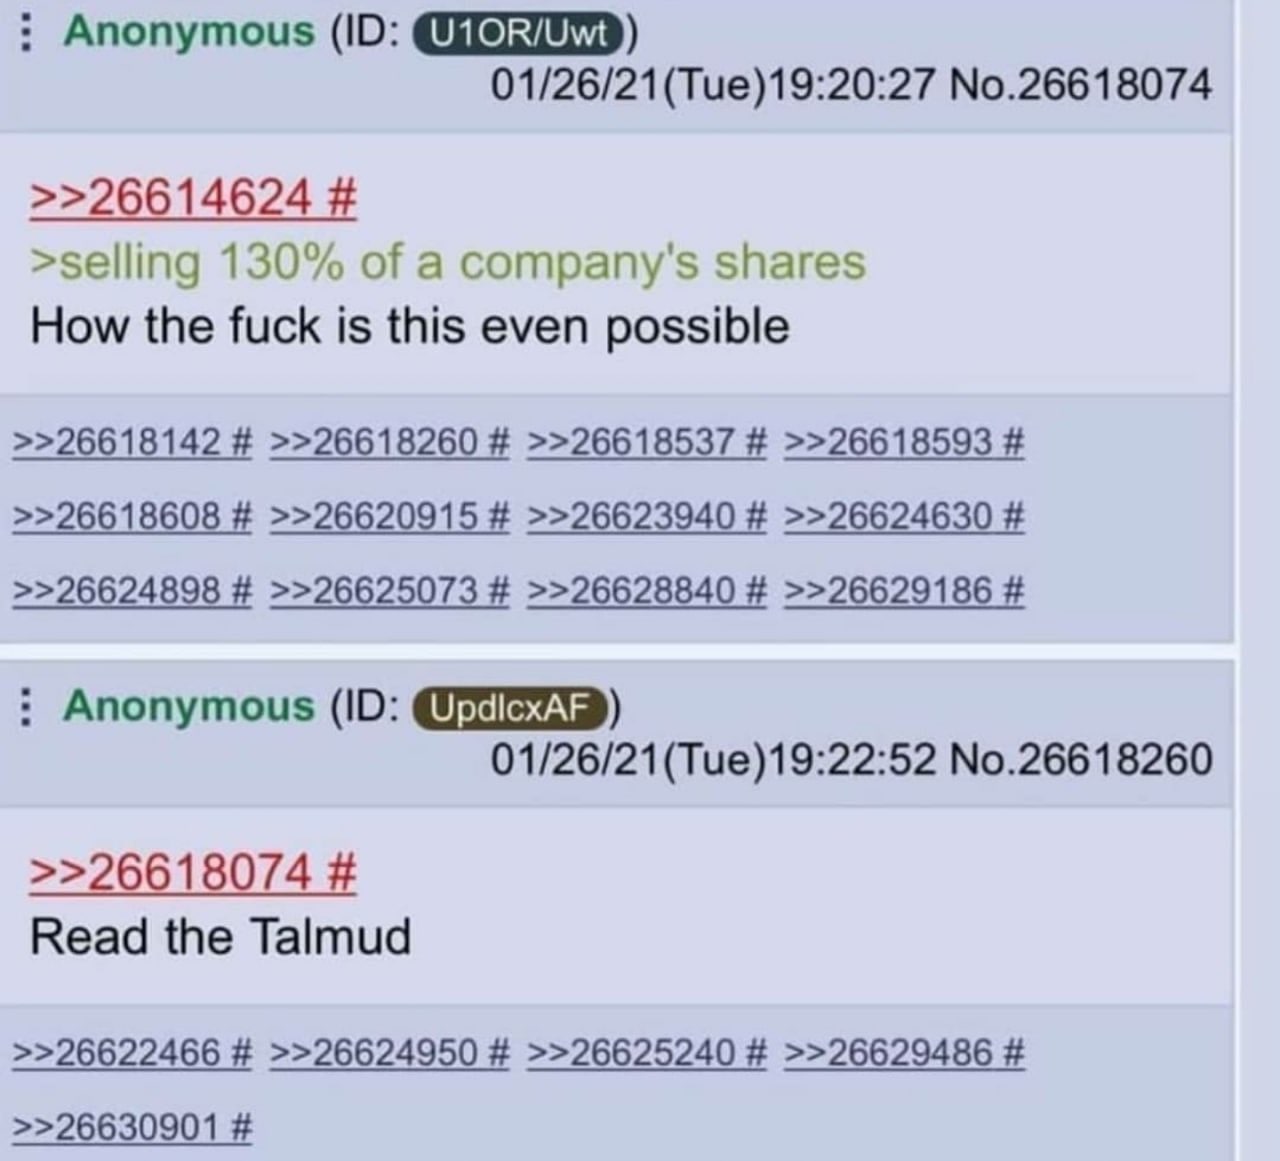 Anonymous (ID: U1OR/Uwt)
01/26/21(Tue)19:20:27 No.26618074
>>26614624 #
>selling 130% of a company's shares
How the fuck is this even possible
>>26618142 # >>26618260 # >>26618537 # >>26618593 #
>>26618608 # >>26620915 # >>26623940 # >>26624630 #
>>26624898 # >>26625073 # >>26628840 # >>26629186 #
Anonymous (ID: UpdlcxAF)
01/26/21(Tue)19:22:52 No.26618260
>>26618074 #
Read the Talmud
>>26622466 # >>26624950 # >>26625240 # >>26629486 #
>>26630901 #